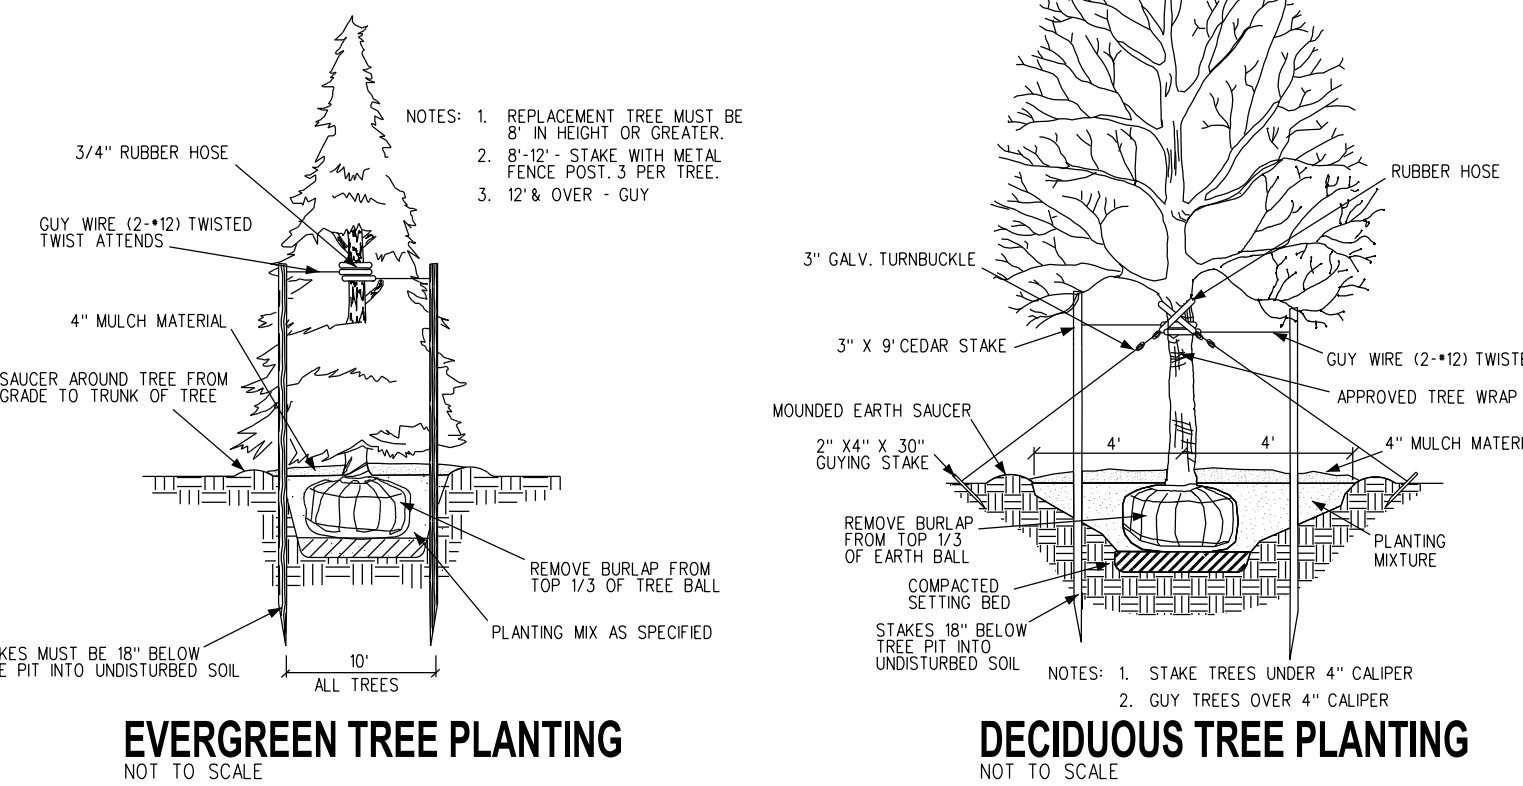 NOTES: 1. REPLACEMENT TREE MUST BE
8' IN HEIGHT OR GREATER.
2. 8'-12' - STAKE WITH METAL
FENCE POST. 3 PER TREE.
3. 12' & OVER - GUY
3/4" RUBBER HOSE
GUY WIRE (2-#12) TWISTED
TWIST ATTENDS
4" MULCH MATERIAL
SAUCER AROUND TREE FROM
GRADE TO TRUNK OF TREE
REMOVE BURLAP FROM
TOP 1/3 OF TREE BALL
PLANTING MIX AS SPECIFIED
KES MUST BE 18" BELOW
E PIT INTO UNDISTURBED SOIL
10'
ALL TREES
EVERGREEN TREE PLANTING
NOT TO SCALE
RUBBER HOSE
3" GALV. TURNBUCKLE
3" X 9' CEDAR STAKE
GUY WIRE (2-#12) TWISTE
APPROVED TREE WRAP
MOUNDED EARTH SAUCER
2" X4" X 30"
GUYING STAKE
4'
4'
4" MULCH MATERI
REMOVE BURLAP
FROM TOP 1/3
OF EARTH BALL
PLANTING
MIXTURE
COMPACTED
SETTING BED
STAKES 18" BELOW
TREE PIT INTO
UNDISTURBED SOIL
NOTES: 1. STAKE TREES UNDER 4" CALIPER
2. GUY TREES OVER 4" CALIPER
DECIDUOUS TREE PLANTING
NOT TO SCALE